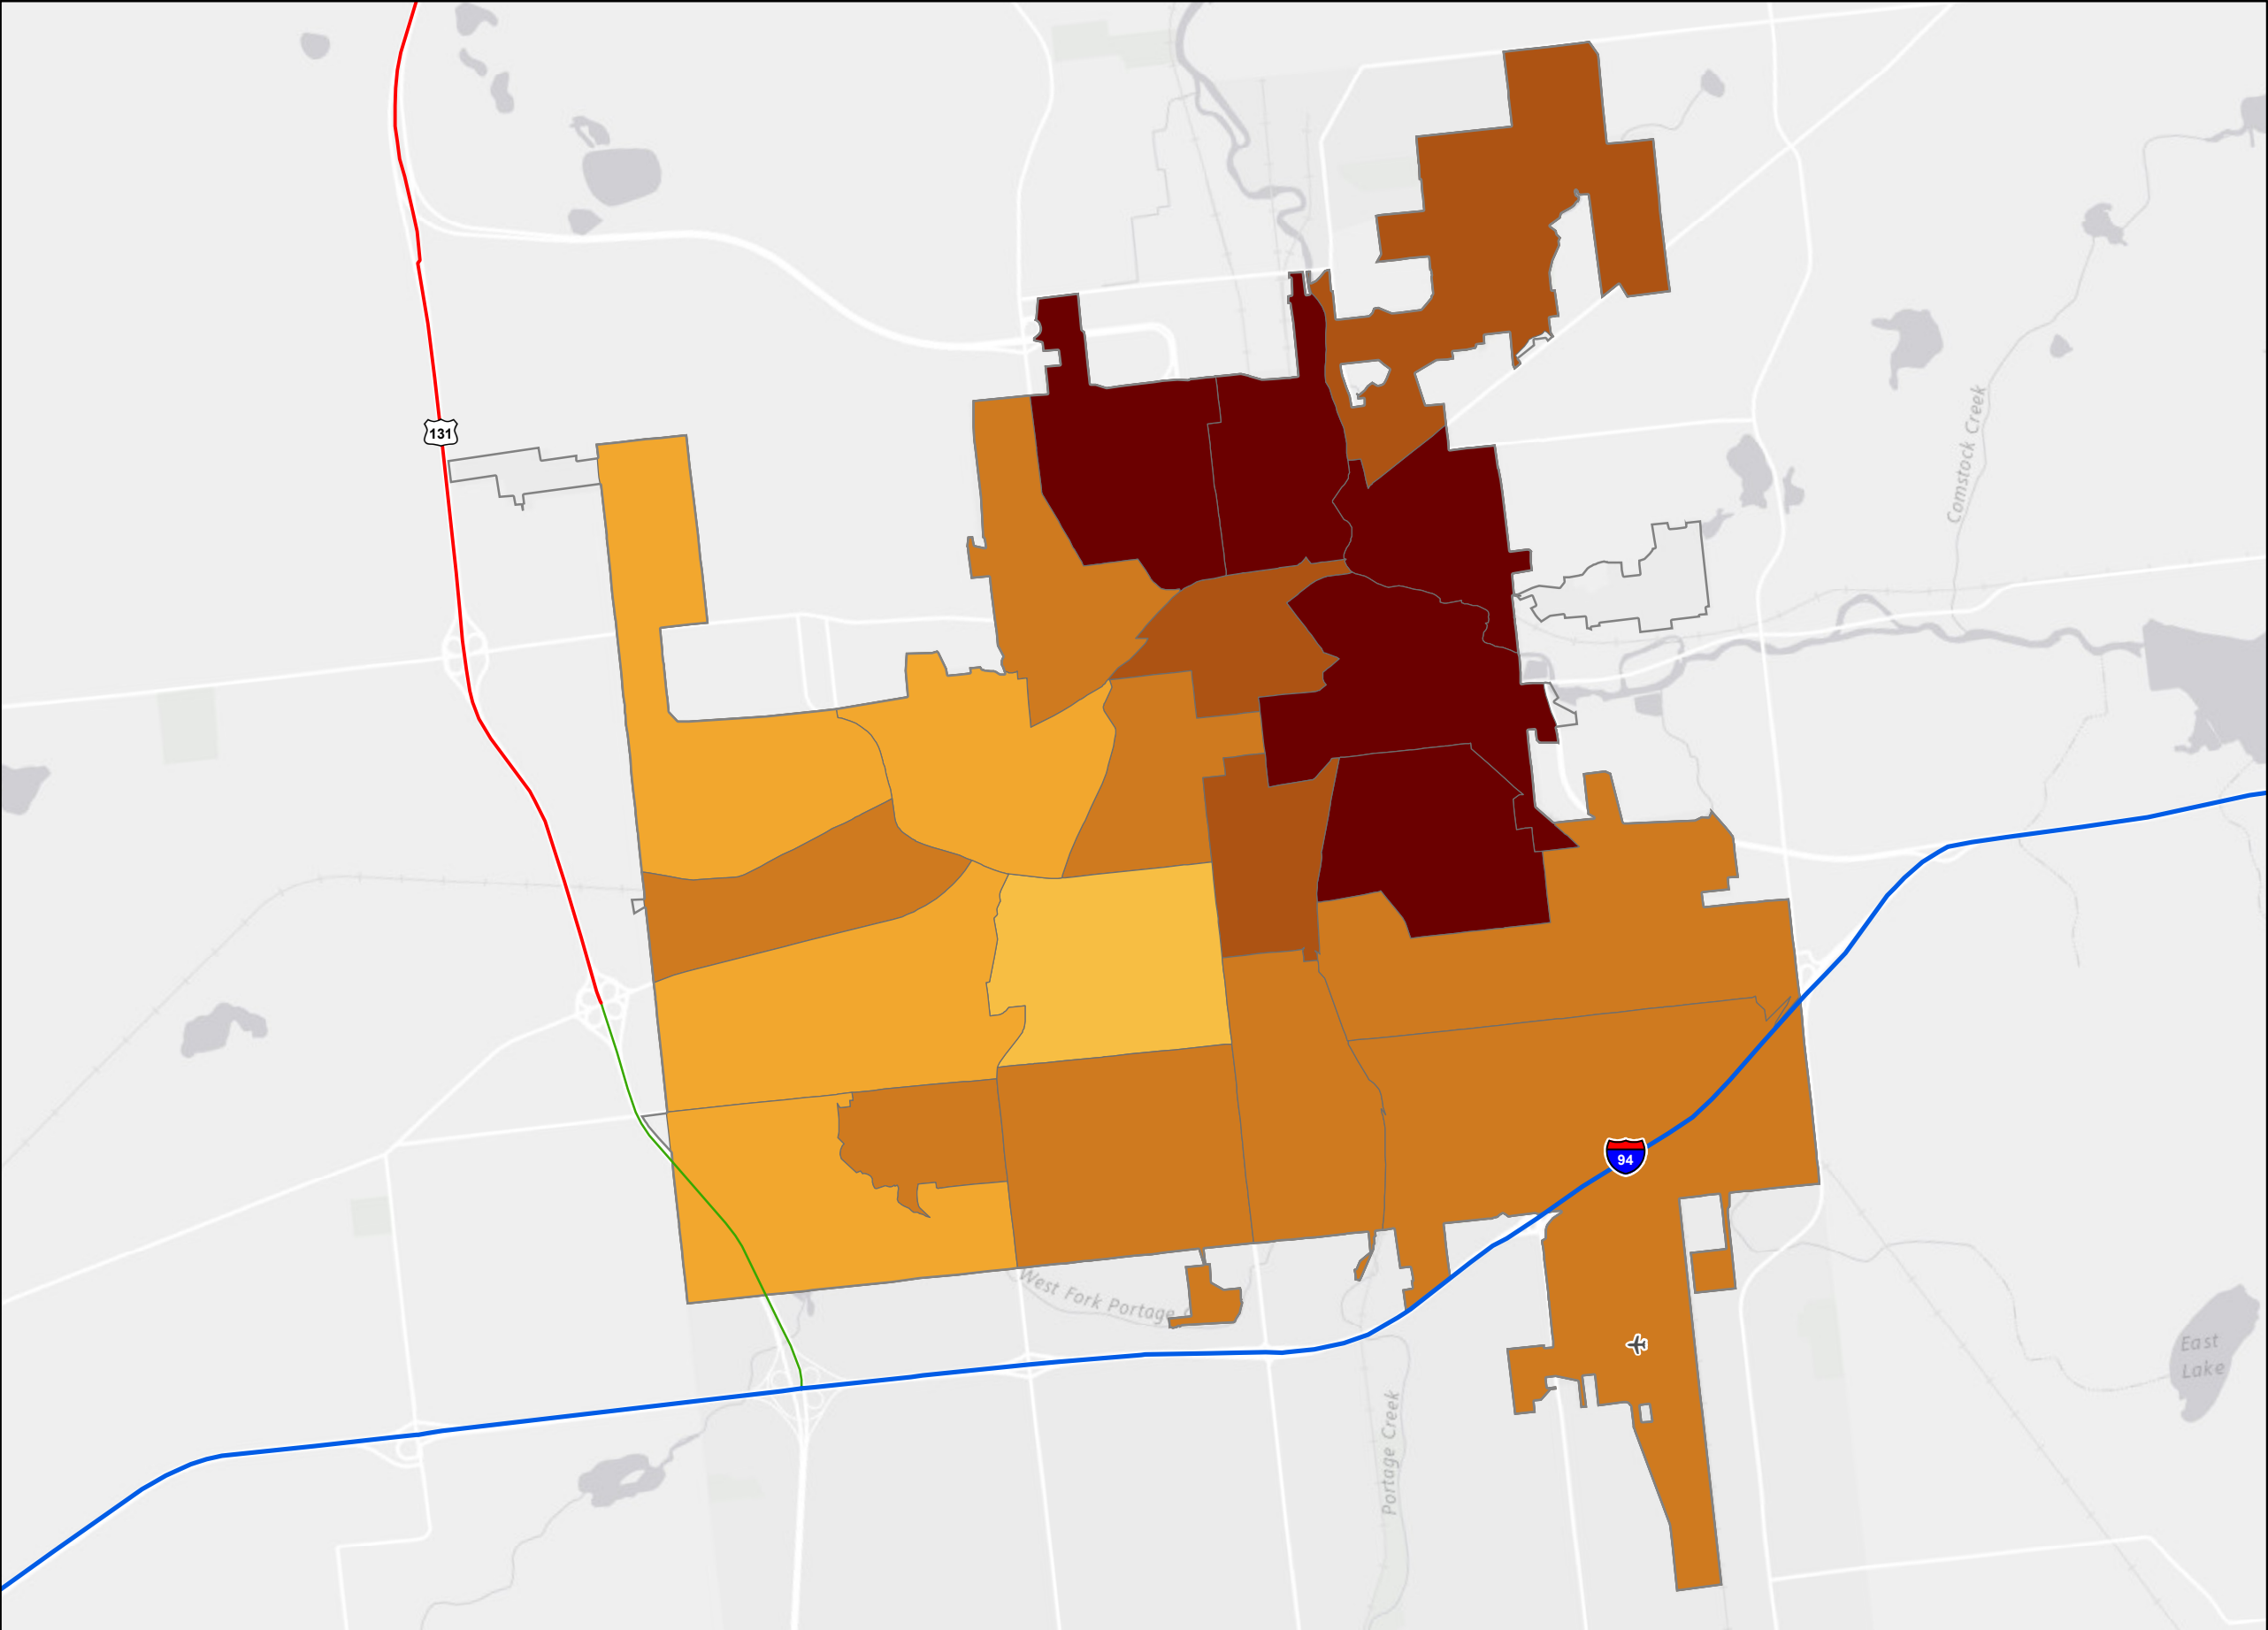 131
Comstock Creek
94
West Fork Portage
East
Lake
Portage Creek